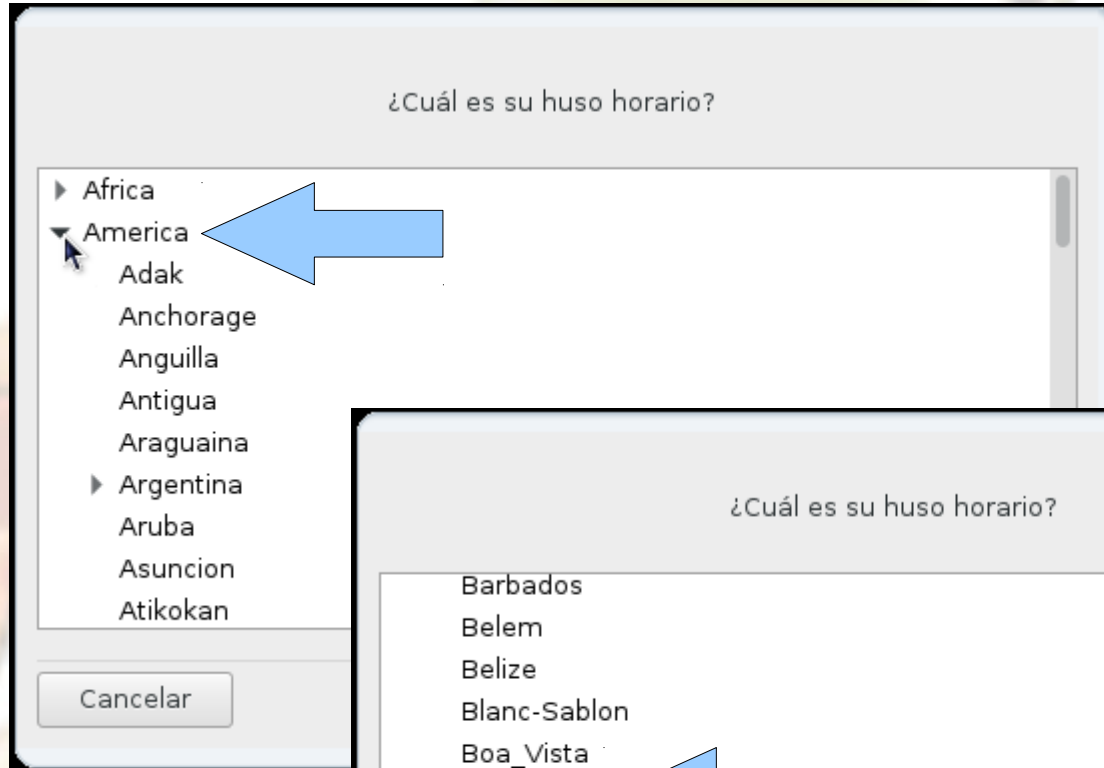 ¿Cuál es su huso horario?
Africa
America
Adak
Anchorage
Anguilla
Antigua
Araguaina
Argentina
Aruba
Asuncion
Atikokan
Cancelar
¿Cuál es su huso horario?
Barbados
Belem
Belize
Blanc-Sablon
Boa_Vista